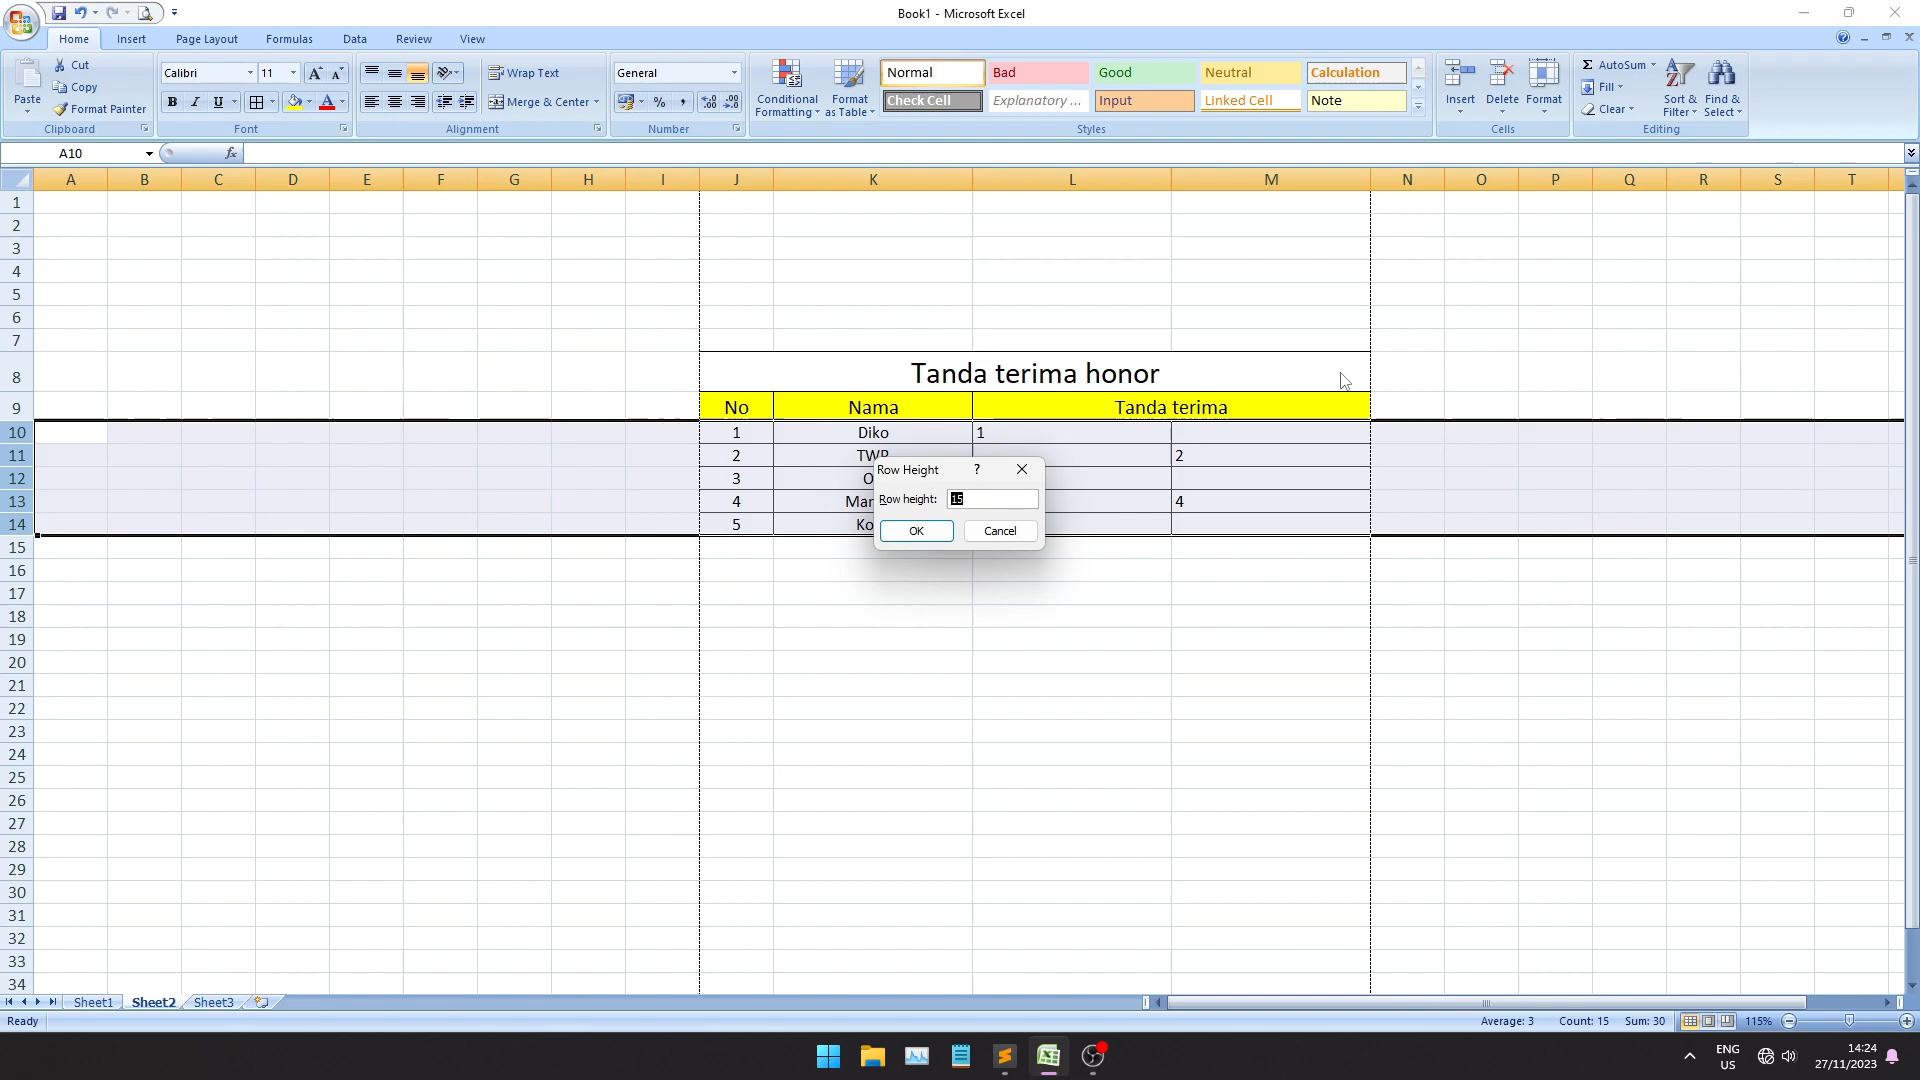 Book1 - Microsoft Excel
Home Insert Page Layout Formulas Data Review View
Paste
Cut
Copy
Format Painter
Clipboard
Calibri 11
B I U
Font
Wrap Text
Merge & Center
Alignment
General
% ,
Number
Conditional Formatting
Format as Table
Normal Bad Good Neutral Calculation
Check Cell Explanatory ... Input Linked Cell Note
Styles
Insert Delete Format
Cells
Σ AutoSum
Fill
Clear
Sort & Filter
Find & Select
Editing
A10
fx
A B C D E F G H I J K L M N O P Q R S T
1
2
3
4
5
6
7
8 Tanda terima honor
9 No Nama Tanda terima
10 1 Diko 1
11 2 TWR 2
12 3
13 4 4
14 5
Row Height ?
Row height: 15
OK Cancel
15
16
17
18
19
20
21
22
23
24
25
26
27
28
29
30
31
32
33
34
Sheet1 Sheet2 Sheet3
Ready
Average: 3 Count: 15 Sum: 30
115%
ENG
US
14:24
27/11/2023